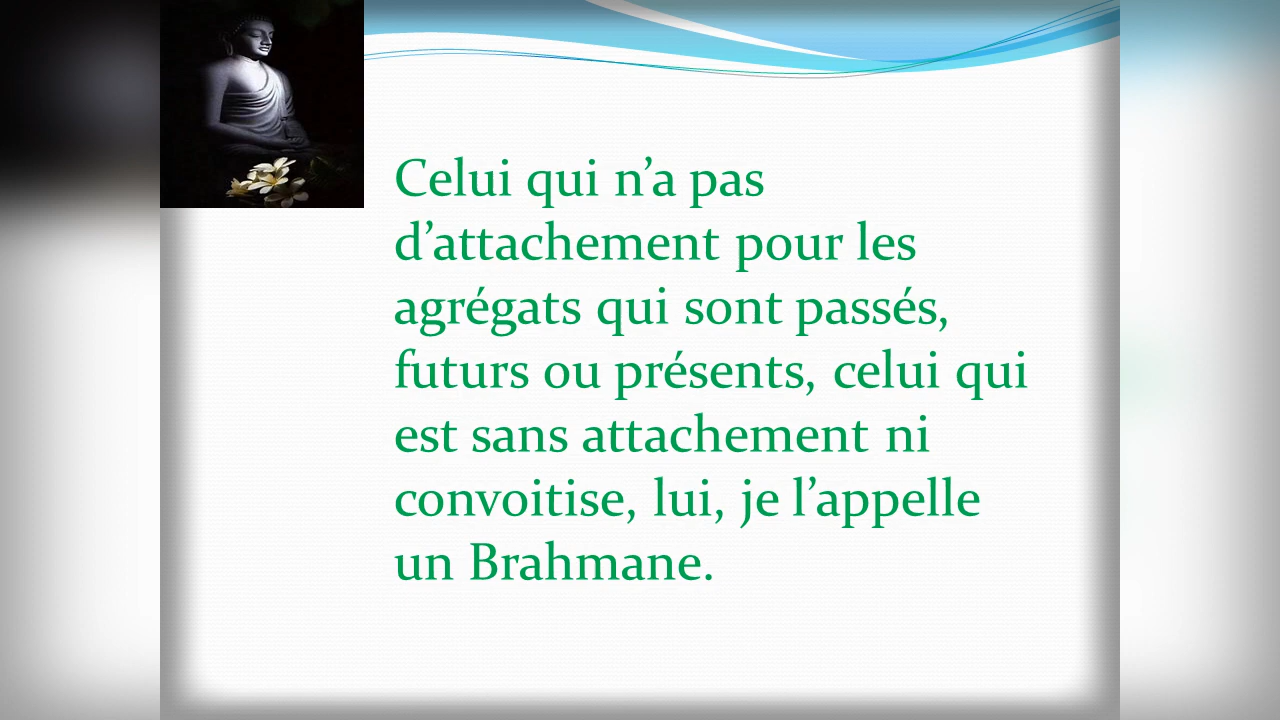 Celui qui n’a pas
d’attachement pour les
agrégats qui sont passés,
futurs ou présents, celui qui
est sans attachement ni
convoitise, lui, je l’appelle
un Brahmane.